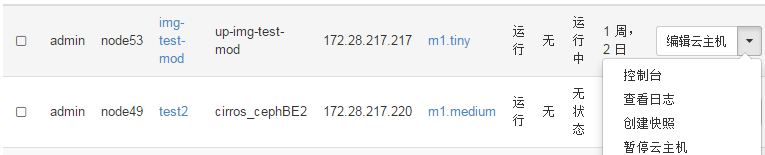 admin node53 img-test-mod up-img-test-mod 172.28.217.217 m1.tiny 运行 无 运行中 1 周，2 日 编辑云主机
控制台
查看日志
创建快照
暂停云主机
admin node49 test2 cirros_cephBE2 172.28.217.220 m1.medium 运行 无 无状态